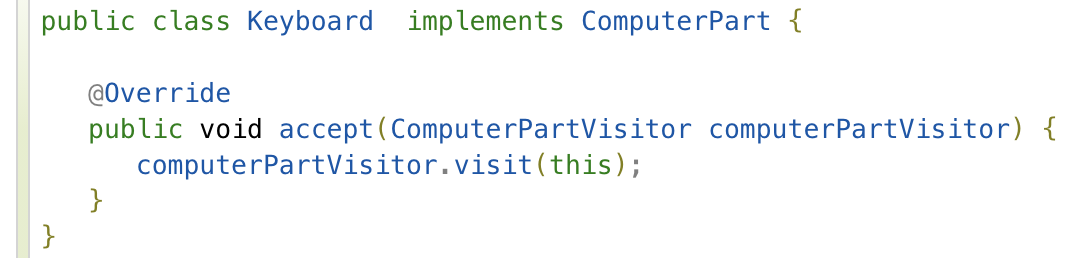 public class Keyboard  implements ComputerPart {
@Override
public void accept(ComputerPartVisitor computerPartVisitor) {
computerPartVisitor.visit(this);
}
}